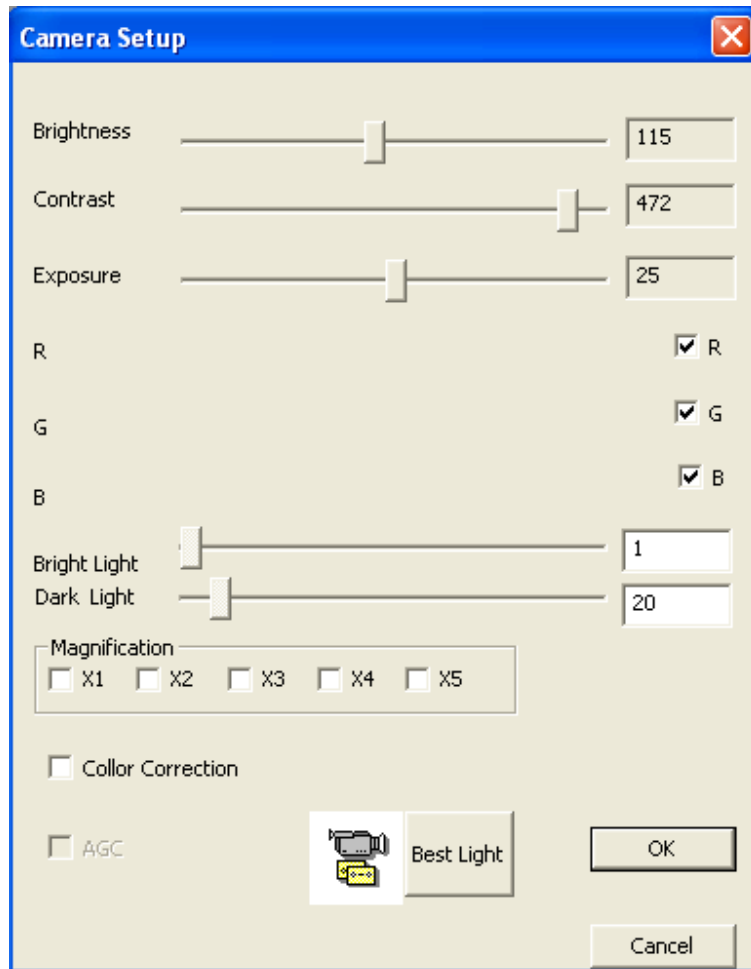 Camera Setup
Brightness 115
Contrast 472
Exposure 25
R R
G G
B B
Bright Light 1
Dark Light 20
Magnification
X1 X2 X3 X4 X5
Collor Correction
AGC Best Light OK
Cancel